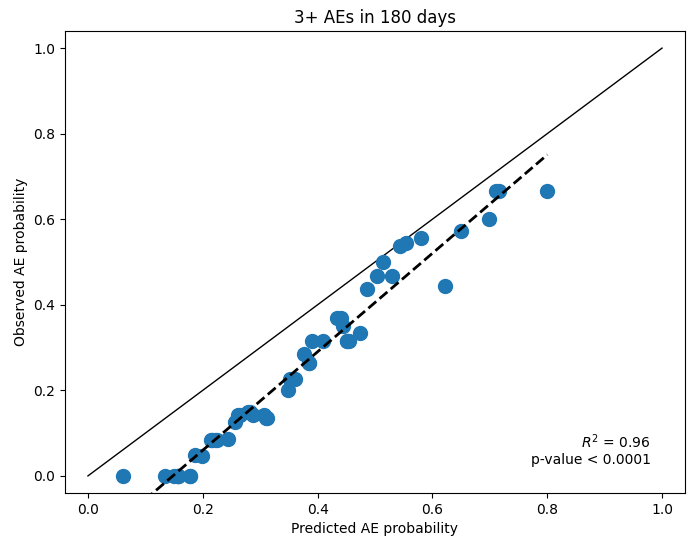 3+ AEs in 180 days
1.0
0.8
0.6
0.4
0.2
0.0
Observed AE probability
R² = 0.96
p-value < 0.0001
0.0 0.2 0.4 0.6 0.8 1.0
Predicted AE probability